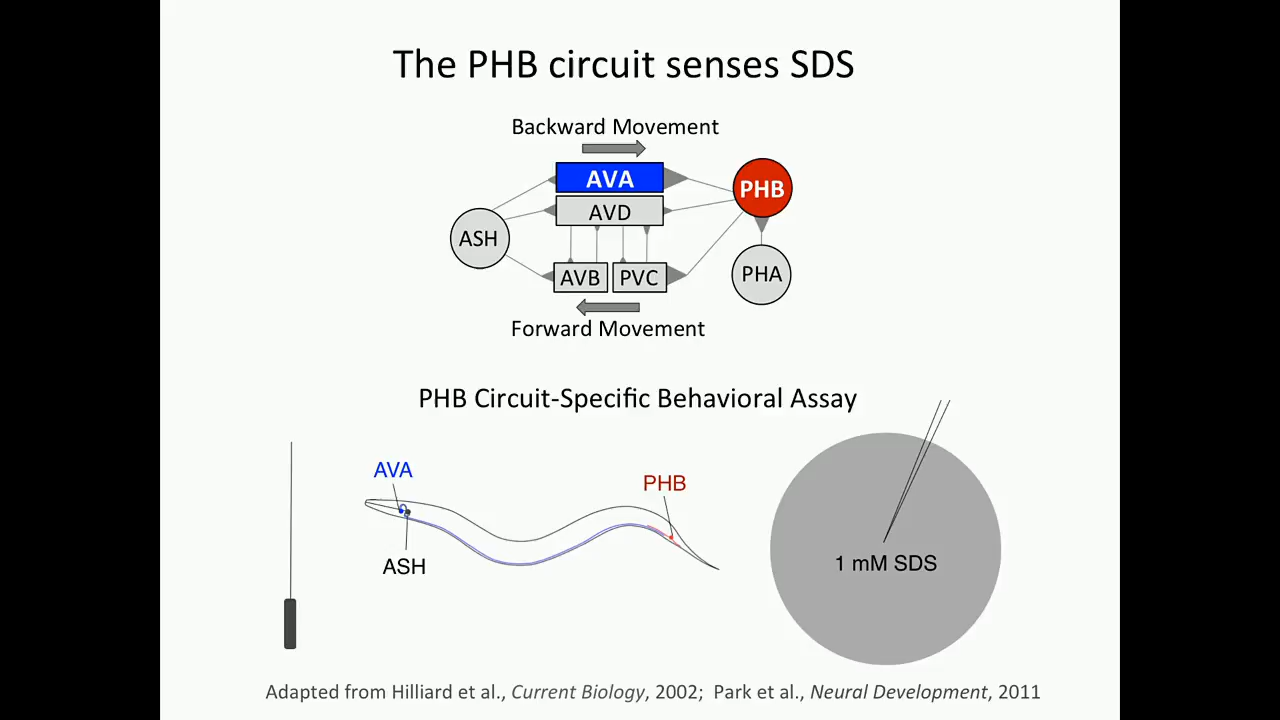 The PHB circuit senses SDS
Backward Movement
AVA
PHB
AVD
ASH
AVB
PVC
PHA
Forward Movement
PHB Circuit-Specific Behavioral Assay
AVA
PHB
ASH
1 mM SDS
Adapted from Hilliard et al., Current Biology, 2002;  Park et al., Neural Development, 2011